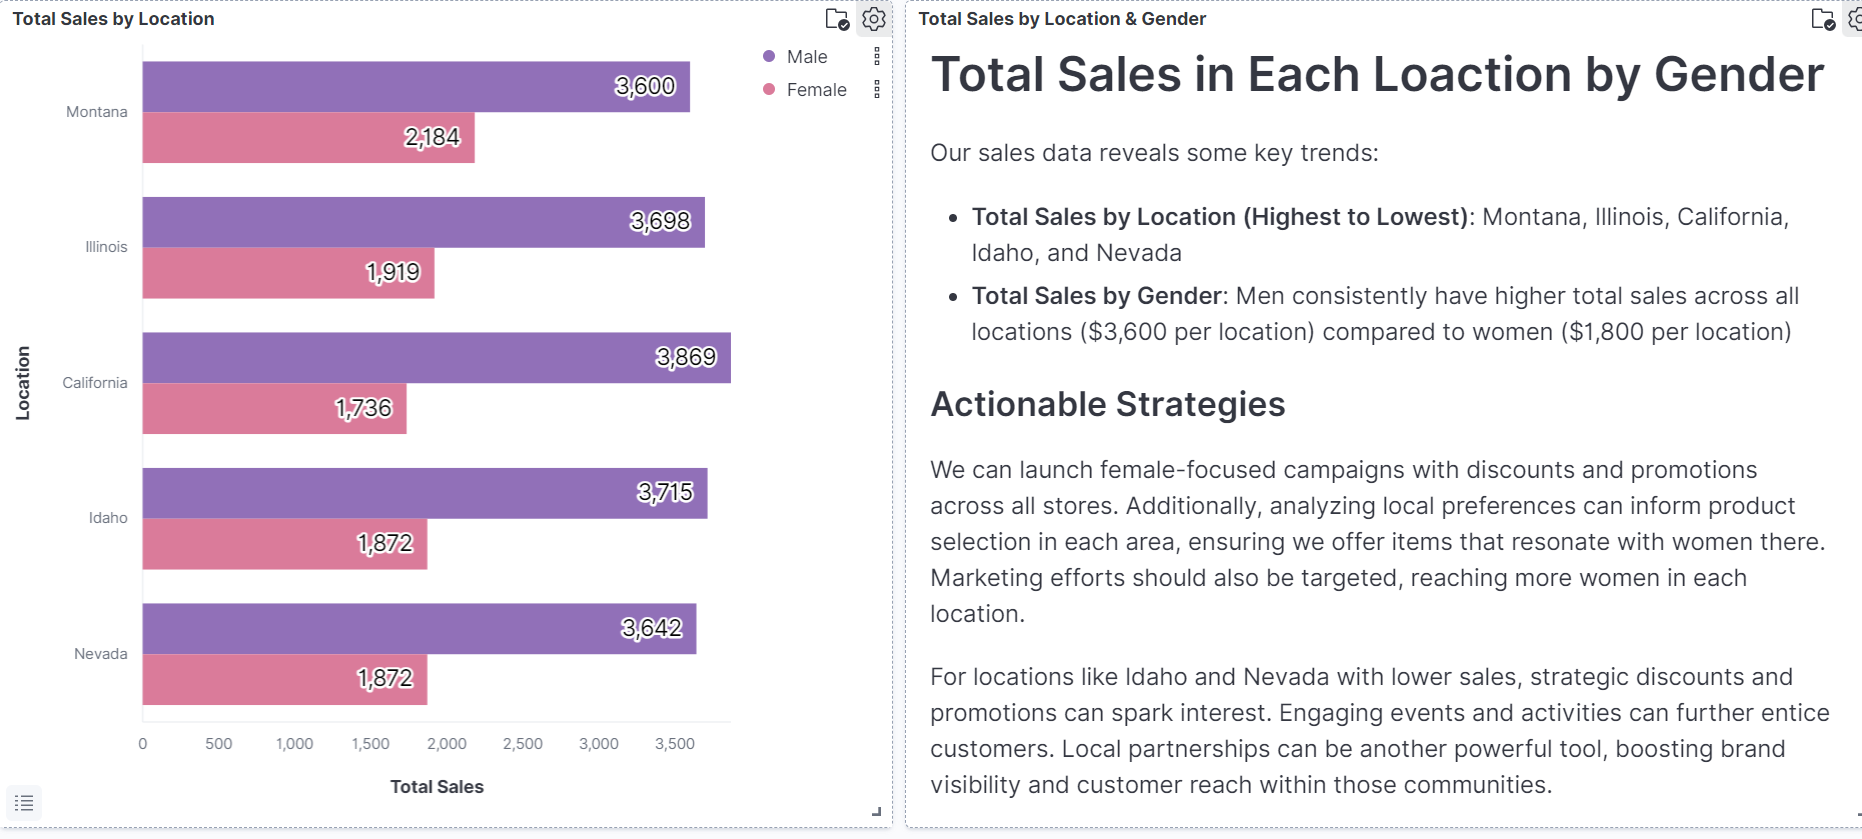 Total Sales by Location
Male
Female
3,600
Montana
2,184
3,698
Illinois
1,919
3,869
California
1,736
3,715
Idaho
1,872
3,642
Nevada
1,872
Location
0 500 1,000 1,500 2,000 2,500 3,000 3,500
Total Sales
Total Sales by Location & Gender
Total Sales in Each Loaction by Gender
Our sales data reveals some key trends:
• Total Sales by Location (Highest to Lowest): Montana, Illinois, California,
Idaho, and Nevada
• Total Sales by Gender: Men consistently have higher total sales across all
locations ($3,600 per location) compared to women ($1,800 per location)
Actionable Strategies
We can launch female-focused campaigns with discounts and promotions
across all stores. Additionally, analyzing local preferences can inform product
selection in each area, ensuring we offer items that resonate with women there.
Marketing efforts should also be targeted, reaching more women in each
location.
For locations like Idaho and Nevada with lower sales, strategic discounts and
promotions can spark interest. Engaging events and activities can further entice
customers. Local partnerships can be another powerful tool, boosting brand
visibility and customer reach within those communities.